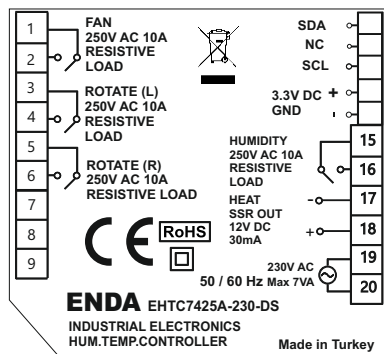 1
2
3
4
5
6
7
8
9
FAN
250V AC 10A
RESISTIVE
LOAD
ROTATE (L)
250V AC 10A
RESISTIVE
LOAD
ROTATE (R)
250V AC 10A
RESISTIVE LOAD
SDA
NC
SCL
3.3V DC +
GND -
HUMIDITY
250V AC 10A
RESISTIVE
LOAD
HEAT
SSR OUT
12V DC
30mA
-
+
15
16
17
18
19
20
230V AC
50 / 60 Hz Max 7VA
CE
RoHS
ENDA EHTC7425A-230-DS
INDUSTRIAL ELECTRONICS
HUM.TEMP.CONTROLLER
Made in Turkey